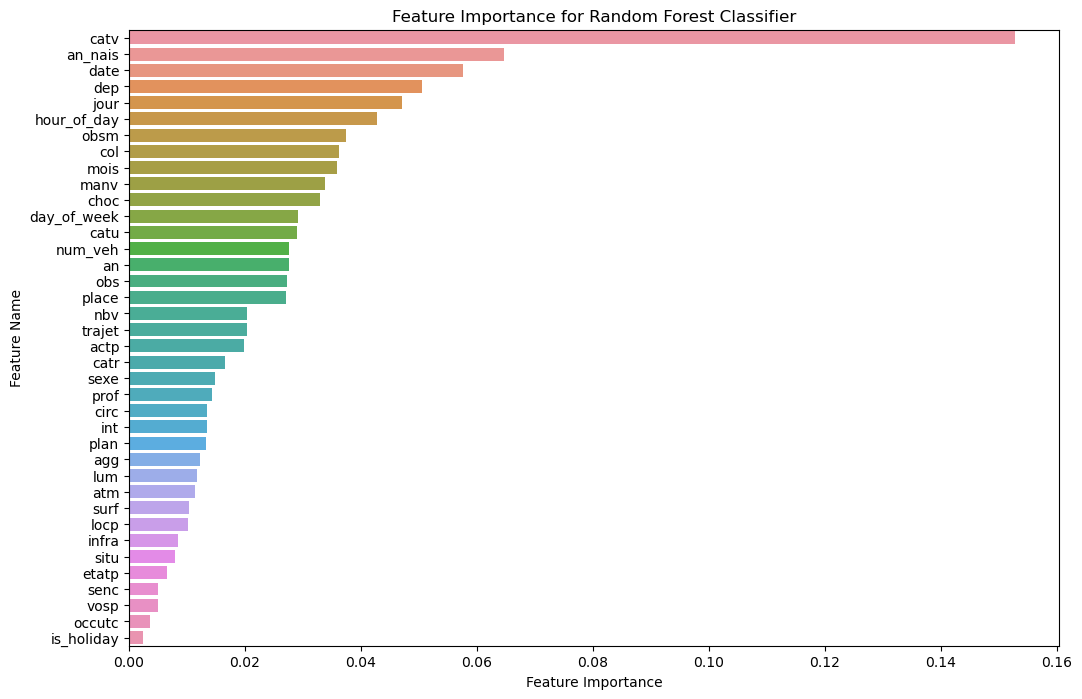 Feature Importance for Random Forest Classifier
Feature Name
catv
an_nais
date
dep
jour
hour_of_day
obsm
col
mois
manv
choc
day_of_week
catu
num_veh
an
obs
place
nbv
trajet
actp
catr
sexe
prof
circ
int
plan
agg
lum
atm
surf
locp
infra
situ
etatp
senc
vosp
occutc
is_holiday
0.00 0.02 0.04 0.06 0.08 0.10 0.12 0.14 0.16
Feature Importance